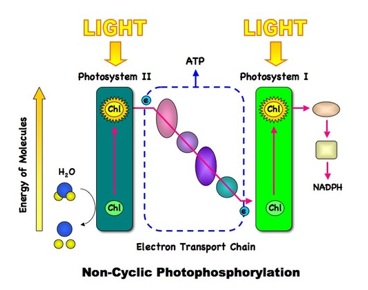 LIGHT
LIGHT
ATP
Photosystem II
Photosystem I
e
Chl
Chl
Energy of Molecules
H₂O
NADPH
Chl
Chl
e
Electron Transport Chain
Non-Cyclic Photophosphorylation